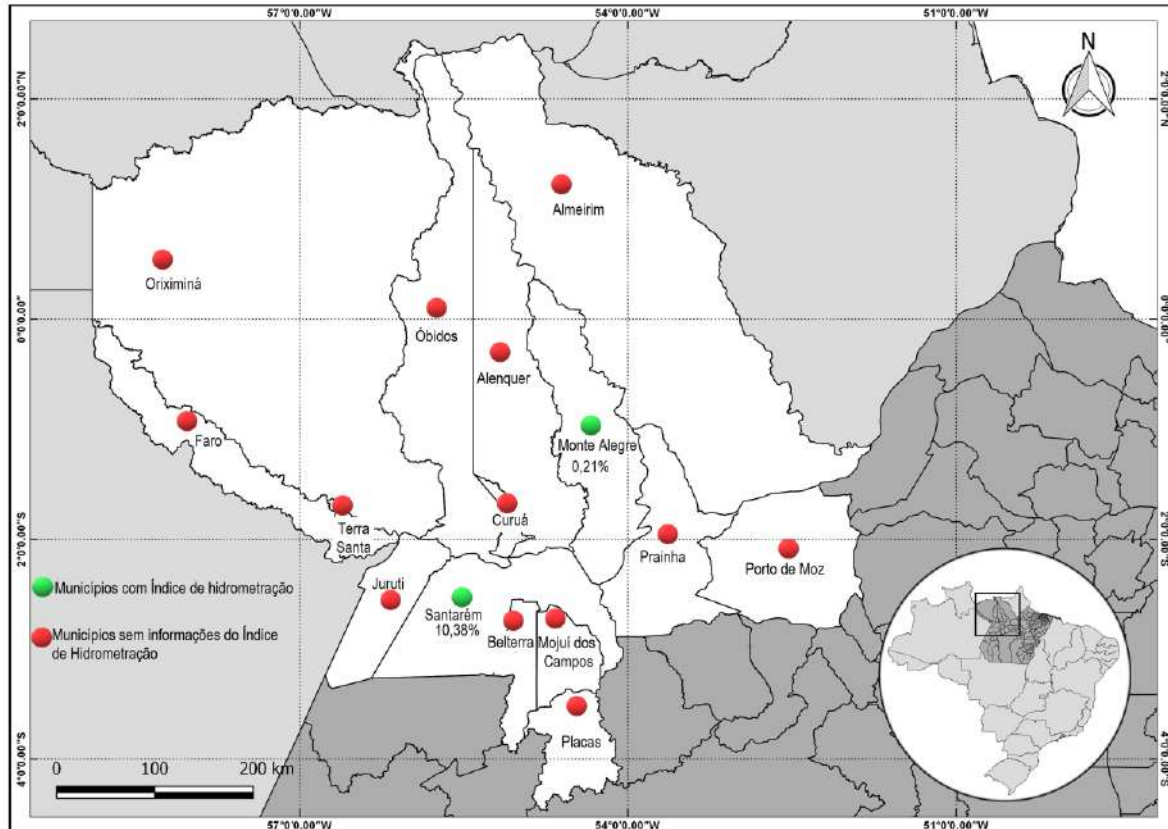 57°0'0.00"W
54°0'0.00"W
51°0'0.00"W
N
2°0'0.00"N
2°0'0.00"N
Almeirim
Oriximiná
0°0'0.00"
0°0'0.00"
Óbidos
Alenquer
Faro
Monte Alegre
0,21%
Terra
Santa
Curuá
2°0'0.00"S
2°0'0.00"S
Prainha
Porto de Moz
Juruti
Municípios com Índice de hidrometração
Santarém
10,38%
Belterra
Mojuí dos
Campos
Municípios sem informações do Índice
de Hidrometração
Placas
4°0'0.00"S
4°0'0.00"S
0
100
200 km
57°0'0.00"W
54°0'0.00"W
51°0'0.00"W